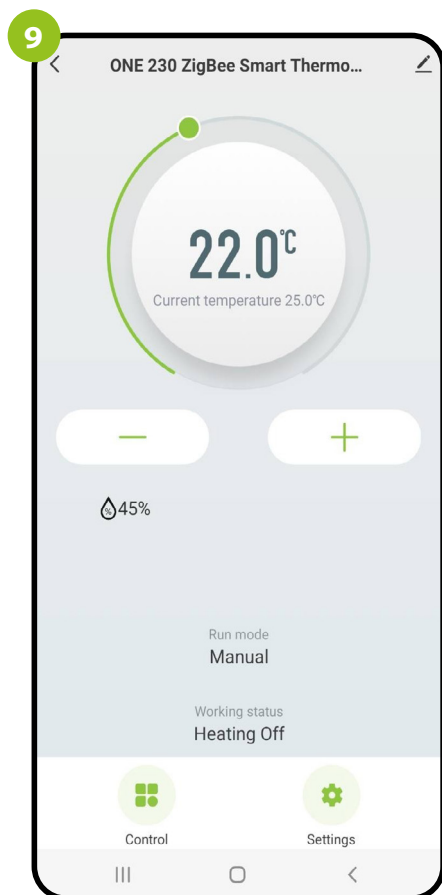 9
ONE 230 ZigBee Smart Thermo...
22.0°C
Current temperature 25.0°C
%45%
Run mode
Manual
Working status
Heating Off
Control
Settings